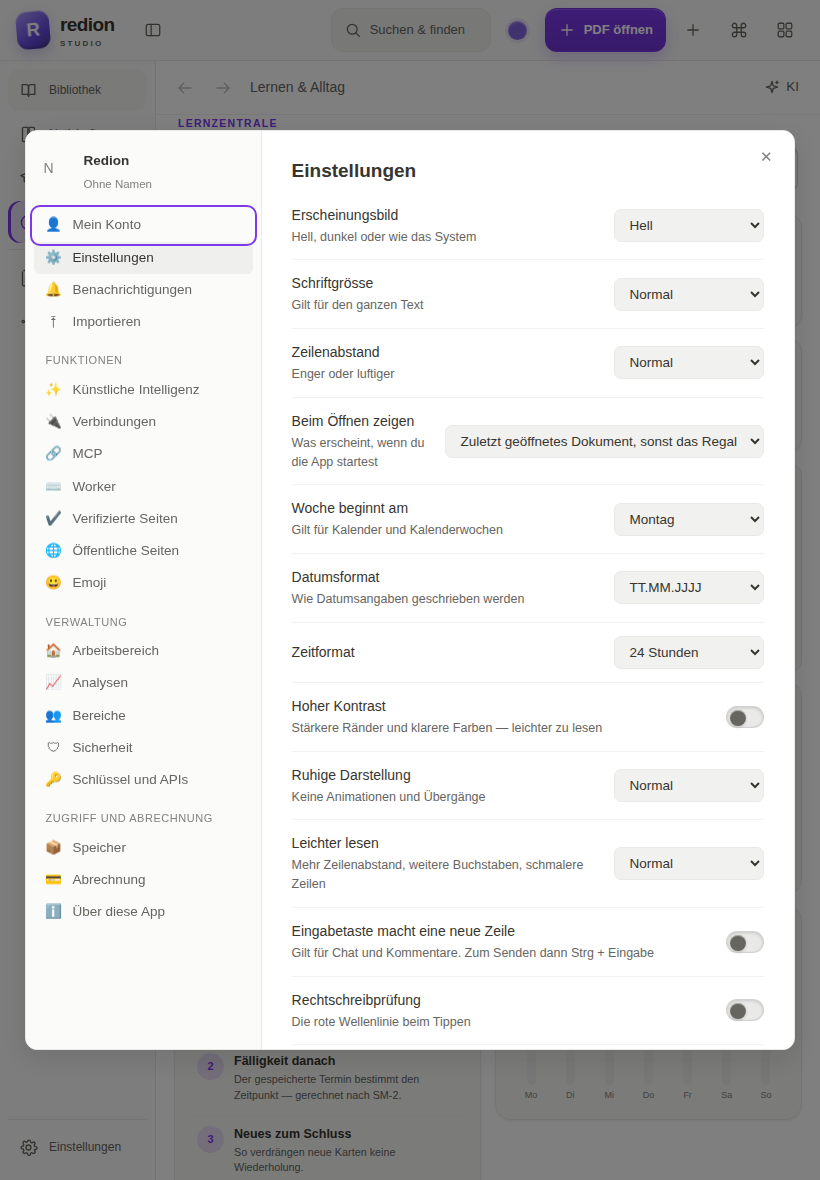 R
redion
STUDIO
Suchen & finden
PDF öffnen
Bibliothek
Lernen & Alltag
KI
LERNZENTRALE
N
Redion
Ohne Namen
Mein Konto
Einstellungen
Benachrichtigungen
Importieren
FUNKTIONEN
Künstliche Intelligenz
Verbindungen
MCP
Worker
Verifizierte Seiten
Öffentliche Seiten
Emoji
VERWALTUNG
Arbeitsbereich
Analysen
Bereiche
Sicherheit
Schlüssel und APIs
ZUGRIFF UND ABRECHNUNG
Speicher
Abrechnung
Über diese App
Einstellungen
Erscheinungsbild
Hell, dunkel oder wie das System
Hell
Schriftgrösse
Gilt für den ganzen Text
Normal
Zeilenabstand
Enger oder luftiger
Normal
Beim Öffnen zeigen
Was erscheint, wenn du
die App startest
Zuletzt geöffnetes Dokument, sonst das Regal
Woche beginnt am
Gilt für Kalender und Kalenderwochen
Montag
Datumsformat
Wie Datumsangaben geschrieben werden
TT.MM.JJJJ
Zeitformat
24 Stunden
Hoher Kontrast
Stärkere Ränder und klarere Farben — leichter zu lesen
Ruhige Darstellung
Keine Animationen und Übergänge
Normal
Leichter lesen
Mehr Zeilenabstand, weitere Buchstaben, schmalere
Zeilen
Normal
Eingabetaste macht eine neue Zeile
Gilt für Chat und Kommentare. Zum Senden dann Strg + Eingabe
Rechtschreibprüfung
Die rote Wellenlinie beim Tippen
2
Fälligkeit danach
Der gespeicherte Termin bestimmt den
Zeitpunkt — gerechnet nach SM-2.
3
Neues zum Schluss
So verdrängen neue Karten keine
Wiederholung.
Mo Di Mi Do Fr Sa So
Einstellungen